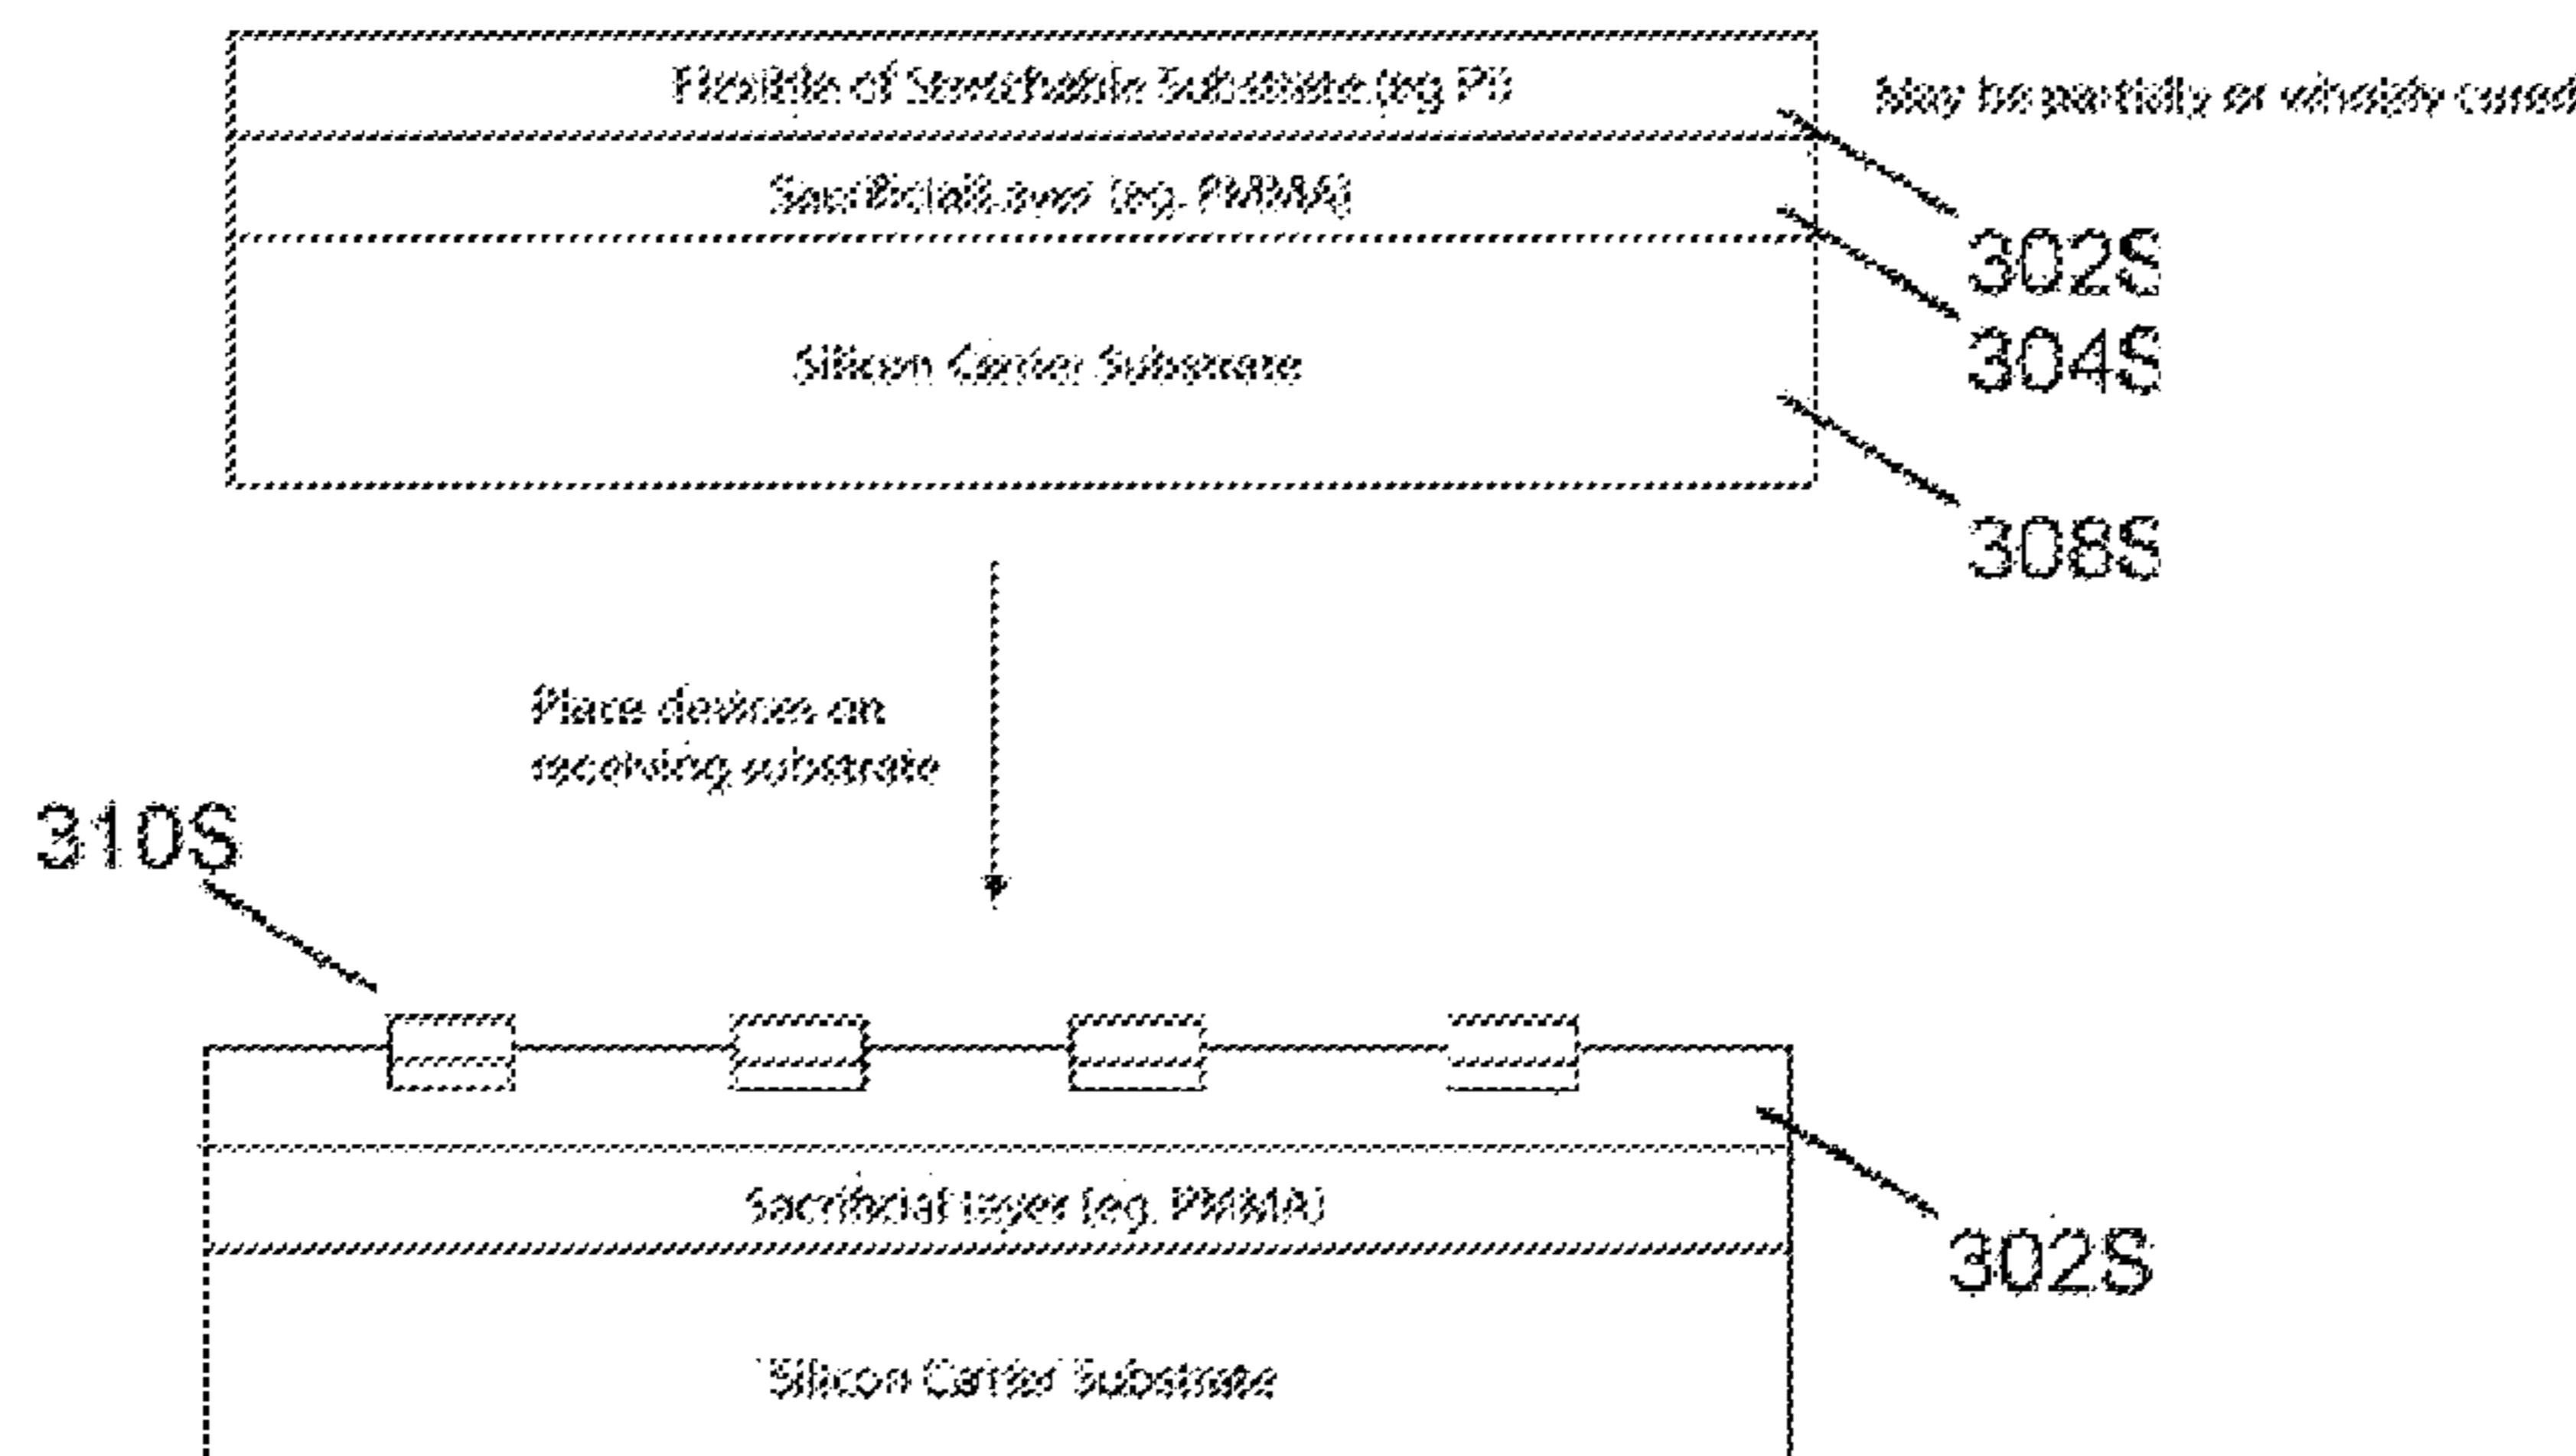 Flexible of Stretchable Substrate (eg PI)
May be partially or wholely cured
Sacrificial Layer (eg. PMMA)
302S
304S
Silicon Carrier Substrate
308S
Place devices on
receiving substrate
310S
Sacrificial Layer (eg. PMMA)
302S
Silicon Carrier Substrate